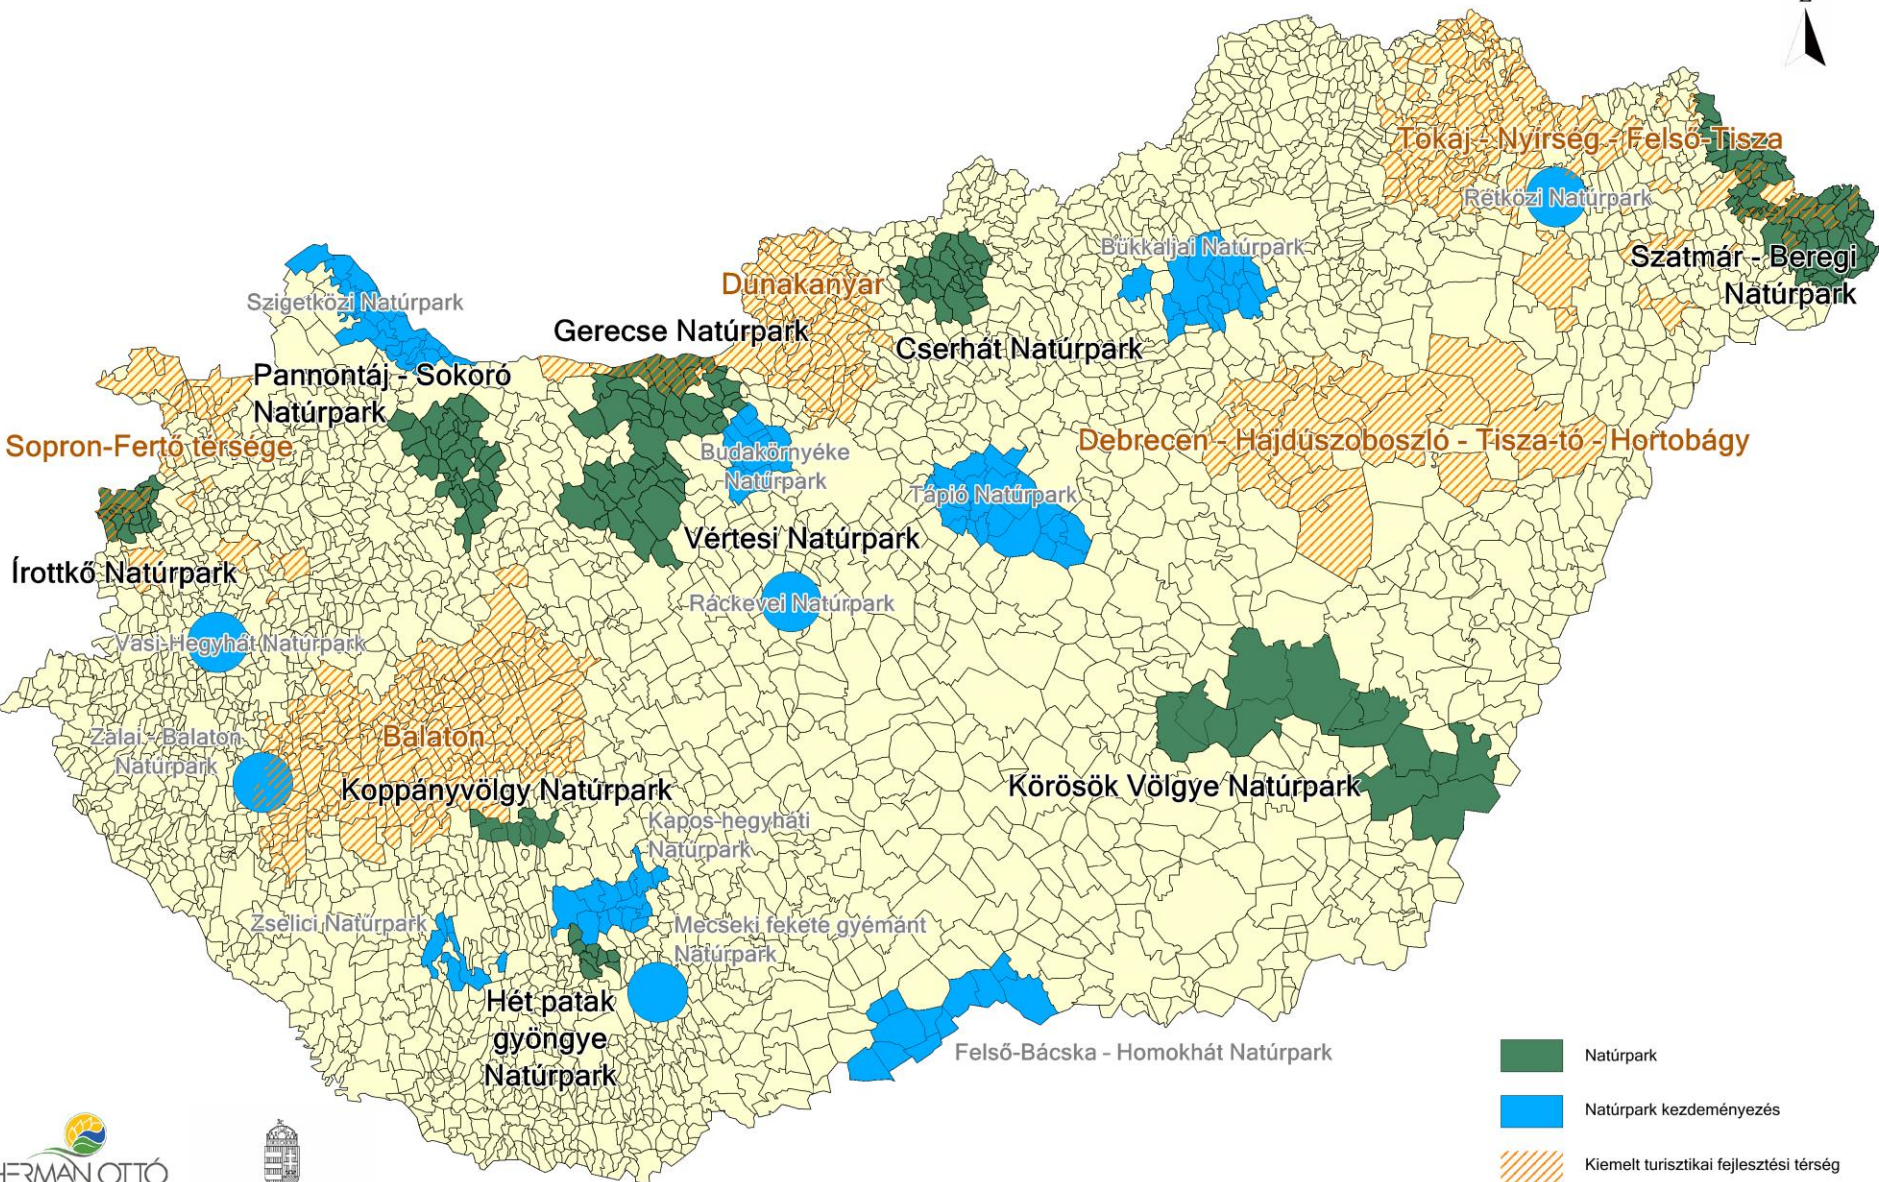 Tokaj - Nyírség - Felső-Tisza
Rétközi Natúrpark
Bükkaljai Natúrpark
Szatmár - Beregi
Natúrpark
Dunakanyar
Szigetközi Natúrpark
Gerecse Natúrpark
Cserhát Natúrpark
Pannontáj - Sokoró
Natúrpark
Sopron-Fertő térsége
Debrecen - Hajdúszoboszló - Tisza-tó - Hortobágy
Budakörnyéke
Natúrpark
Tápió Natúrpark
Vértesi Natúrpark
Írottkő Natúrpark
Ráckevei Natúrpark
Vasi-Hegyhát Natúrpark
Zalai - Balaton
Natúrpark
Balaton
Koppányvölgy Natúrpark
Körösök Völgye Natúrpark
Kapos-hegyháti
Natúrpark
Zselici Natúrpark
Mecseki fekete gyémánt
Natúrpark
Hét patak
gyöngye
Natúrpark
Felső-Bácska - Homokhát Natúrpark
Natúrpark
Natúrpark kezdeményezés
Kiemelt turisztikai fejlesztési térség
HERMAN OTTÓ